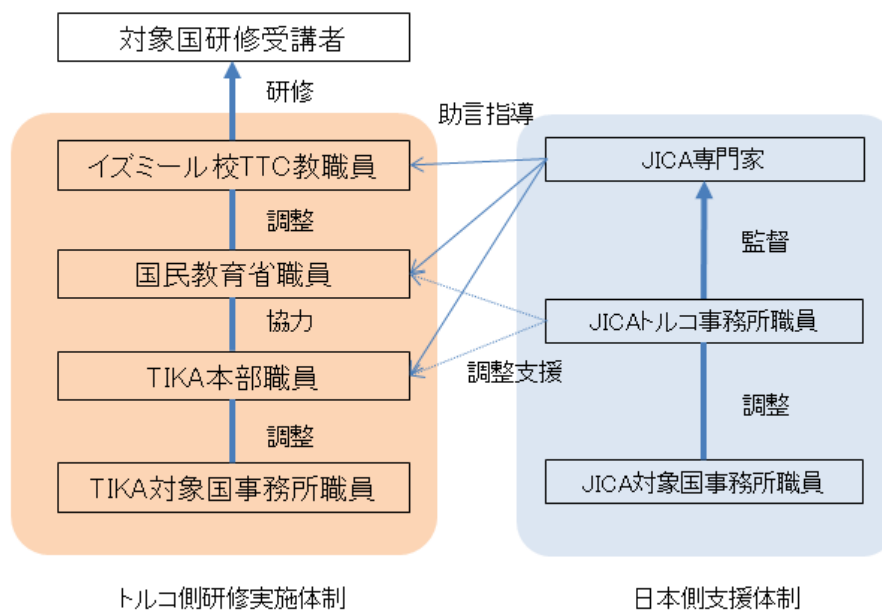 対象国研修受講者
研修
助言指導
イズミール校TTC教職員
JICA専門家
調整
監督
国民教育省職員
協力
JICAトルコ事務所職員
TIKA本部職員
調整支援
調整
調整
TIKA対象国事務所職員
JICA対象国事務所職員
トルコ側研修実施体制
日本側支援体制